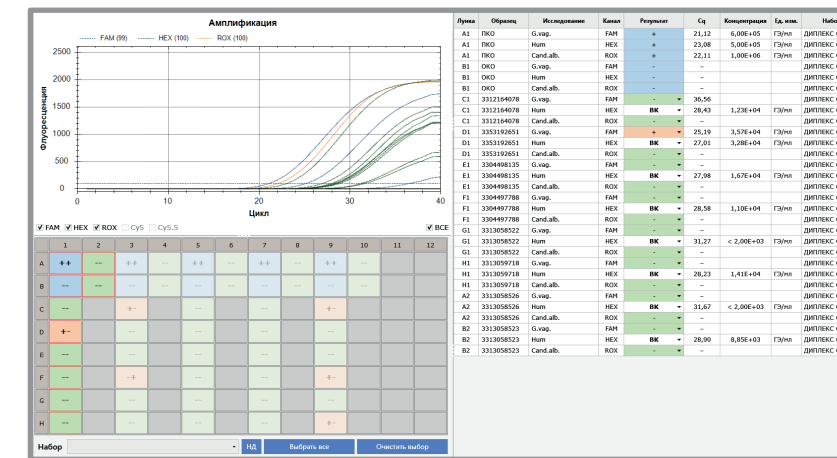 Амплификация
FAM (99) HEX (100) ROX (100)
Флуоресценция
2500
2000
1500
1000
500
0
0 10 20 30 40
Цикл
FAM HEX ROX Cy5 Cy5.5 ВСЕ
1 2 3 4 5 6 7 8 9 10 11 12
A ++ -- ++ -- ++ -- ++ -- ++ --
B -- -- -- -- -- -- -- -- -- --
C -- +- -- -- +-
D +- -- -- -- --
E -- -- -- -- --
F -- -+ -- -- +-
G -- -- -- -- --
H -- -- -- -- +-
Набор НД Выбрать все Очистить выбор
Лунка Образец Исследование Канал Результат Cq Концентрация Ед. изм. Набо
A1 ПКО G.vag. FAM + 21,12 6,00E+05 ГЭ/мл ДИПЛЕКС
A1 ПКО Hum HEX + 23,08 5,00E+05 ГЭ/мл ДИПЛЕКС
A1 ПКО Cand.alb. ROX + 22,11 1,00E+06 ГЭ/мл ДИПЛЕКС
B1 ОКО G.vag. FAM - – ДИПЛЕКС
B1 ОКО Hum HEX - – ДИПЛЕКС
B1 ОКО Cand.alb. ROX - – ДИПЛЕКС
C1 3312164078 G.vag. FAM - 36,56 ДИПЛЕКС
C1 3312164078 Hum HEX ВК 28,43 1,23E+04 ГЭ/мл ДИПЛЕКС
C1 3312164078 Cand.alb. ROX - – ДИПЛЕКС
D1 3353192651 G.vag. FAM + 25,19 3,57E+04 ГЭ/мл ДИПЛЕКС
D1 3353192651 Hum HEX ВК 27,01 3,28E+04 ГЭ/мл ДИПЛЕКС
D1 3353192651 Cand.alb. ROX - – ДИПЛЕКС
E1 3304498135 G.vag. FAM - – ДИПЛЕКС
E1 3304498135 Hum HEX ВК 27,98 1,67E+04 ГЭ/мл ДИПЛЕКС
E1 3304498135 Cand.alb. ROX - – ДИПЛЕКС
F1 3304497788 G.vag. FAM - – ДИПЛЕКС
F1 3304497788 Hum HEX ВК 28,58 1,10E+04 ГЭ/мл ДИПЛЕКС
F1 3304497788 Cand.alb. ROX - – ДИПЛЕКС
G1 3313058522 G.vag. FAM - – ДИПЛЕКС
G1 3313058522 Hum HEX ВК 31,27 < 2,00E+03 ГЭ/мл ДИПЛЕКС
G1 3313058522 Cand.alb. ROX - – ДИПЛЕКС
H1 3313059718 G.vag. FAM - – ДИПЛЕКС
H1 3313059718 Hum HEX ВК 28,23 1,41E+04 ГЭ/мл ДИПЛЕКС
H1 3313059718 Cand.alb. ROX - – ДИПЛЕКС
A2 3313058526 G.vag. FAM - – ДИПЛЕКС
A2 3313058526 Hum HEX ВК 31,67 < 2,00E+03 ГЭ/мл ДИПЛЕКС
A2 3313058526 Cand.alb. ROX - – ДИПЛЕКС
B2 3313058523 G.vag. FAM - – ДИПЛЕКС
B2 3313058523 Hum HEX ВК 28,90 8,85E+03 ГЭ/мл ДИПЛЕКС
B2 3313058523 Cand.alb. ROX - – ДИПЛЕКС